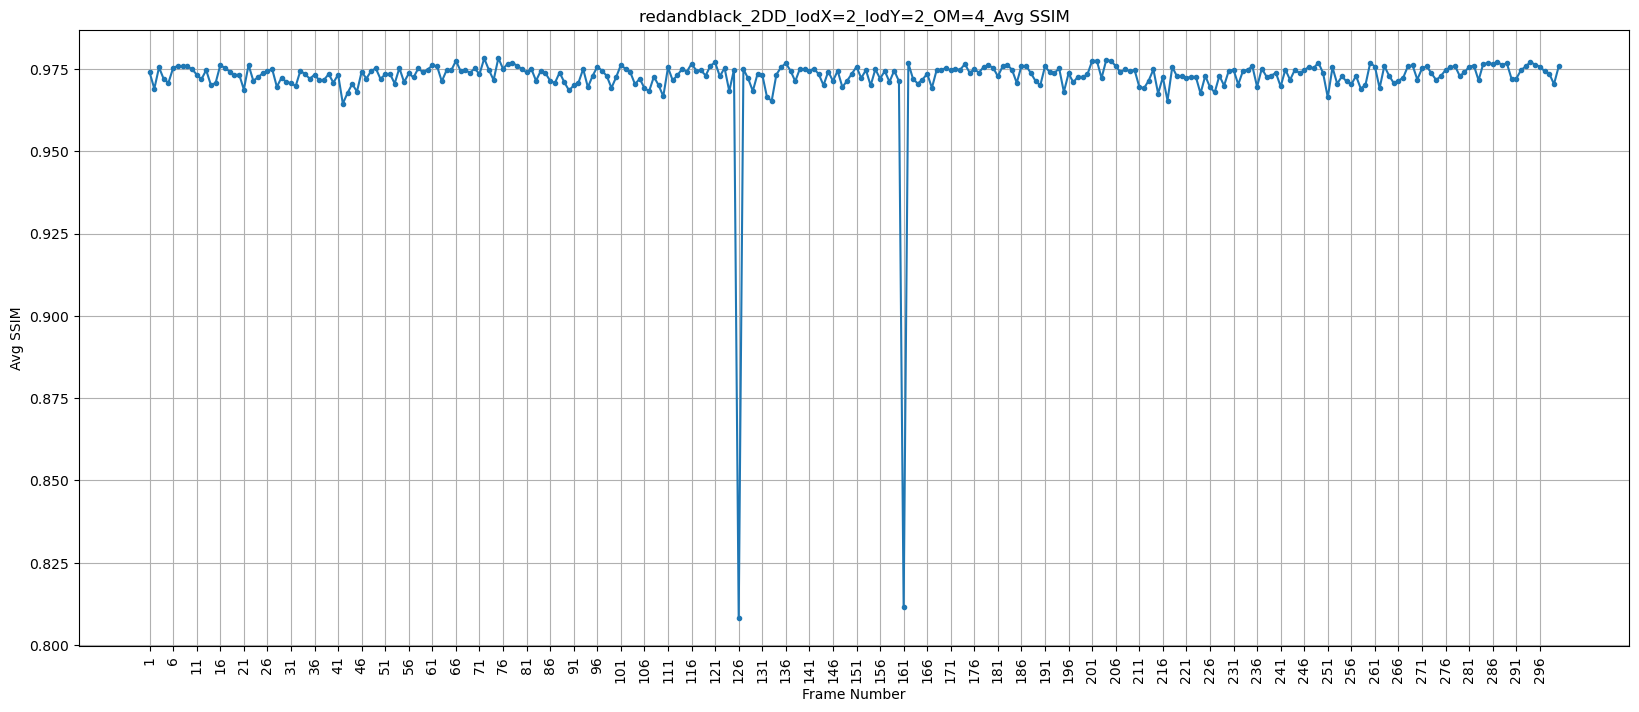 redandblack_2DD_lodX=2_lodY=2_OM=4_Avg SSIM
Avg SSIM
0.975
0.950
0.925
0.900
0.875
0.850
0.825
0.800
1 6 11 16 21 26 31 36 41 46 51 56 61 66 71 76 81 86 91 96 101 106 111 116 121 126 131 136 141 146 151 156 161 166 171 176 181 186 191 196 201 206 211 216 221 226 231 236 241 246 251 256 261 266 271 276 281 286 291 296
Frame Number